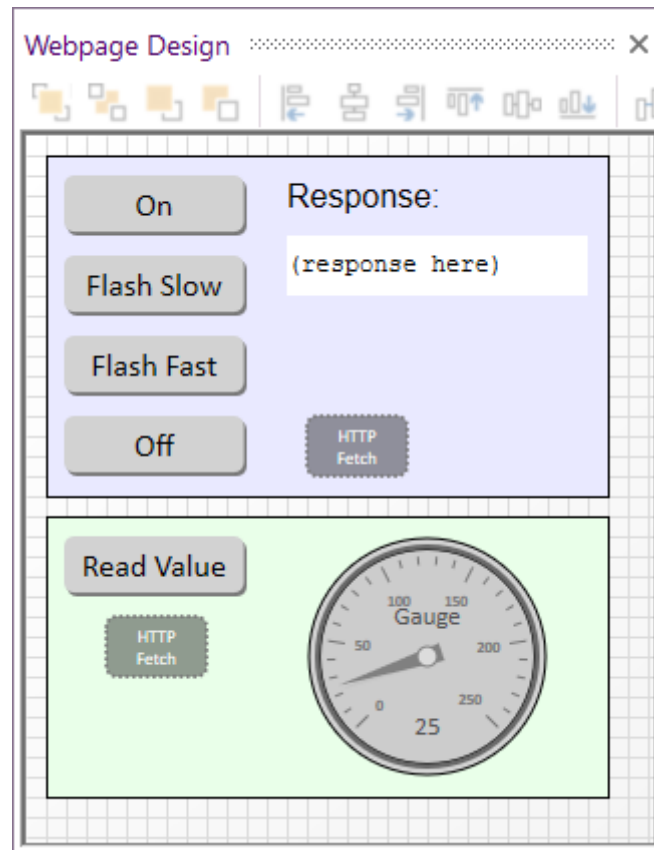 Webpage Design
On
Response:
(response here)
Flash Slow
Flash Fast
Off
HTTP
Fetch
Read Value
HTTP
Fetch
100 150
Gauge
50 200
0 250
25